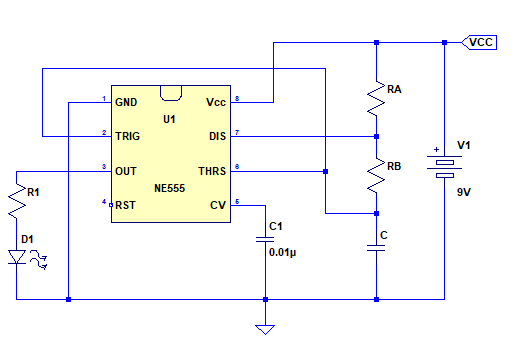 VCC
RA
1 GND Vcc 8
U1
2 TRIG DIS 7
V1
RB
3 OUT THRS 6
R1
NE555
9V
4 RST CV 5
C1
C
D1
0.01µ